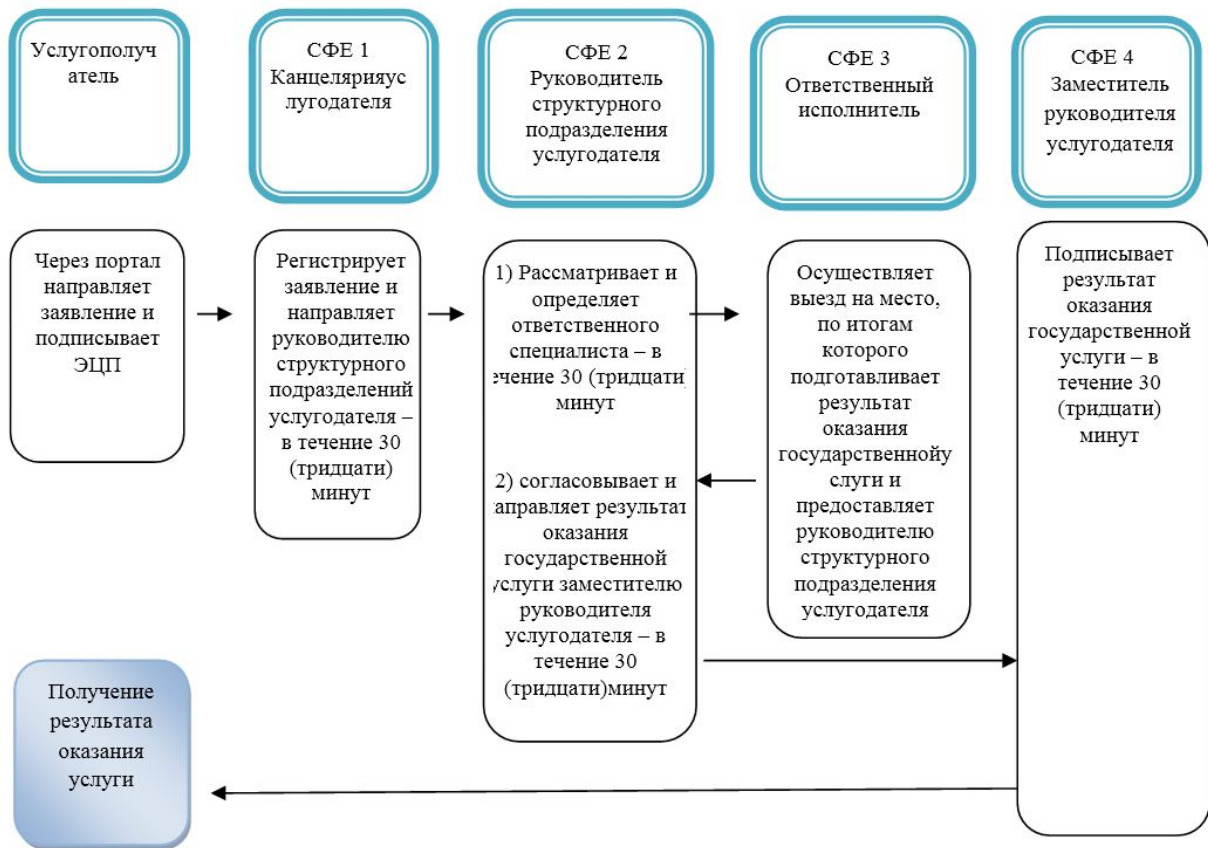 Услугополуч
атель
СФЕ 1
Канцелярияус
лугодателя
СФЕ 2
Руководитель
структурного
подразделения
услугодателя
СФЕ 3
Ответственный
исполнитель
СФЕ 4
Заместитель
руководителя
услугодателя
Через портал
направляет
заявление и
подписывает
ЭЦП
Регистрирует
заявление и
направляет
руководителю
структурного
подразделений
услугодателя –
в течение 30
(тридцати)
минут
1) Рассматривает и
определяет
ответственного
специалиста – в
ечение 30 (тридцати)
минут
2) согласовывает и
аправляет результат
оказания
государственной
услуги заместителю
руководителя
услугодателя – в
течение 30
(тридцати)минут
Осуществляет
выезд на место,
по итогам
которого
подготавливает
результат
оказания
государственнойу
слуги и
предоставляет
руководителю
структурного
подразделения
услугодателя
Подписывает
результат
оказания
государственной
услуги – в
течение 30
(тридцати)
минут
Получение
результата
оказания
услуги